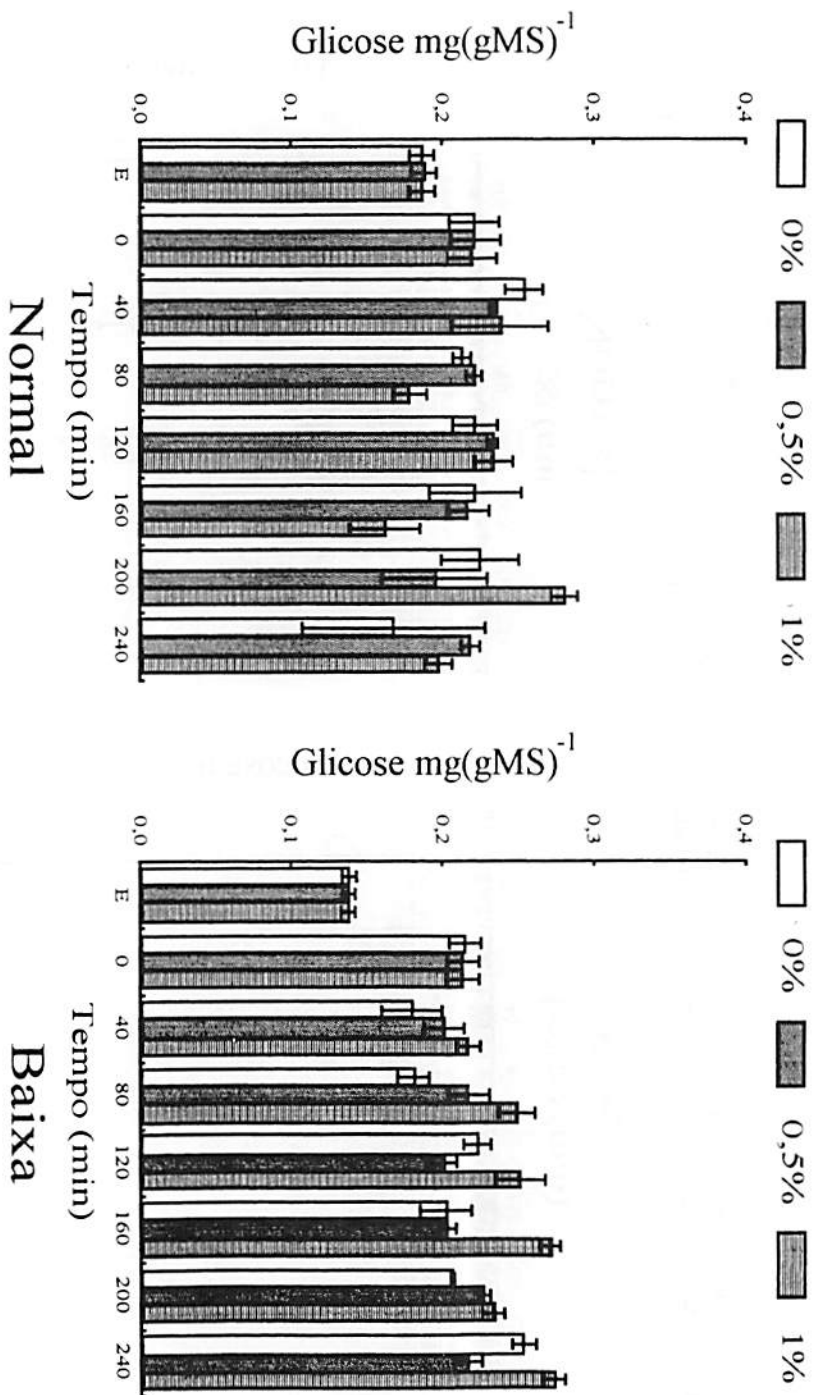 0% 0,5% 1%
Glicose mg(gMS)⁻¹
0,4
0,3
0,2
0,1
0,0
E 0 40 80 120 160 200 240
Tempo (min)
Normal
0% 0,5% 1%
Glicose mg(gMS)⁻¹
0,4
0,3
0,2
0,1
0,0
E 0 40 80 120 160 200 240
Tempo (min)
Baixa